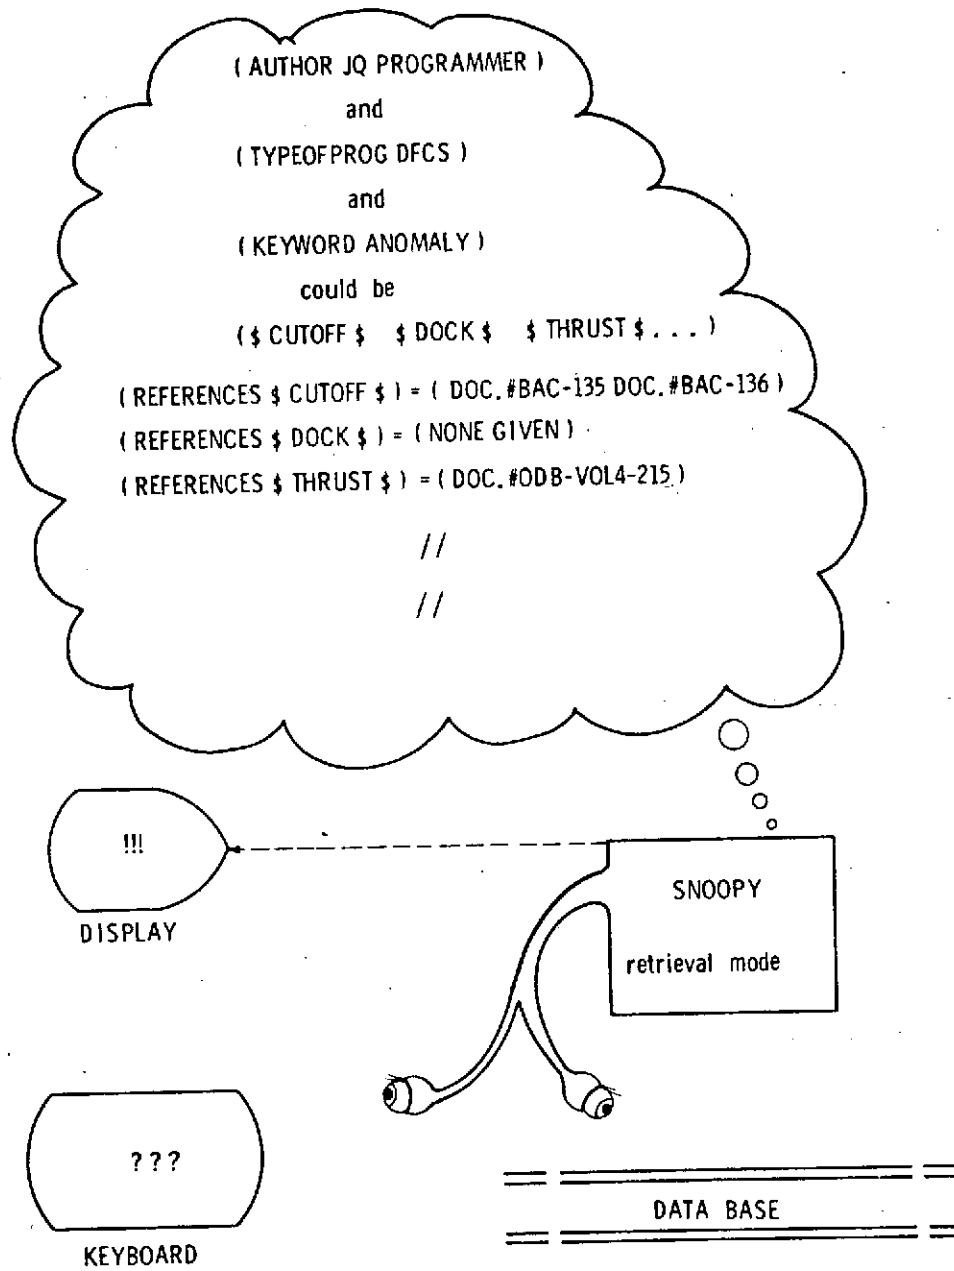 ( AUTHOR JQ PROGRAMMER )
and
( TYPEOFPROG DFCS )
and
( KEYWORD ANOMALY )
could be
( $ CUTOFF $ $ DOCK $ $ THRUST $ . . . )
( REFERENCES $ CUTOFF $ ) = ( DOC. #BAC-135 DOC. #BAC-136 )
( REFERENCES $ DOCK $ ) = ( NONE GIVEN )
( REFERENCES $ THRUST $ ) = ( DOC. #ODB-VOL4-215 )
//
//
!!!
DISPLAY
SNOOPY
retrieval mode
???
KEYBOARD
DATA BASE